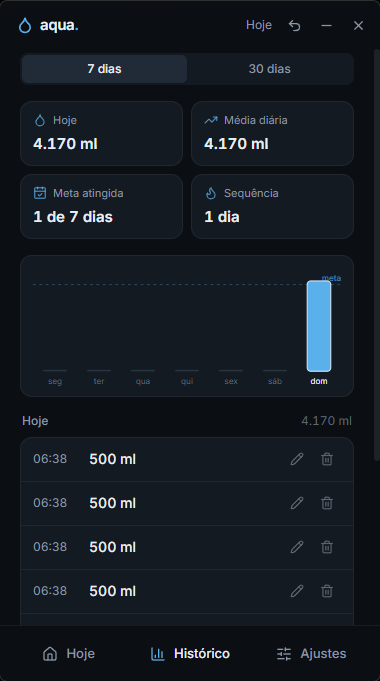 aqua.
Hoje
7 dias
30 dias
Hoje
4.170 ml
Média diária
4.170 ml
Meta atingida
1 de 7 dias
Sequência
1 dia
meta
seg ter qua qui sex sáb dom
Hoje 4.170 ml
06:38 500 ml
06:38 500 ml
06:38 500 ml
06:38 500 ml
Hoje Histórico Ajustes